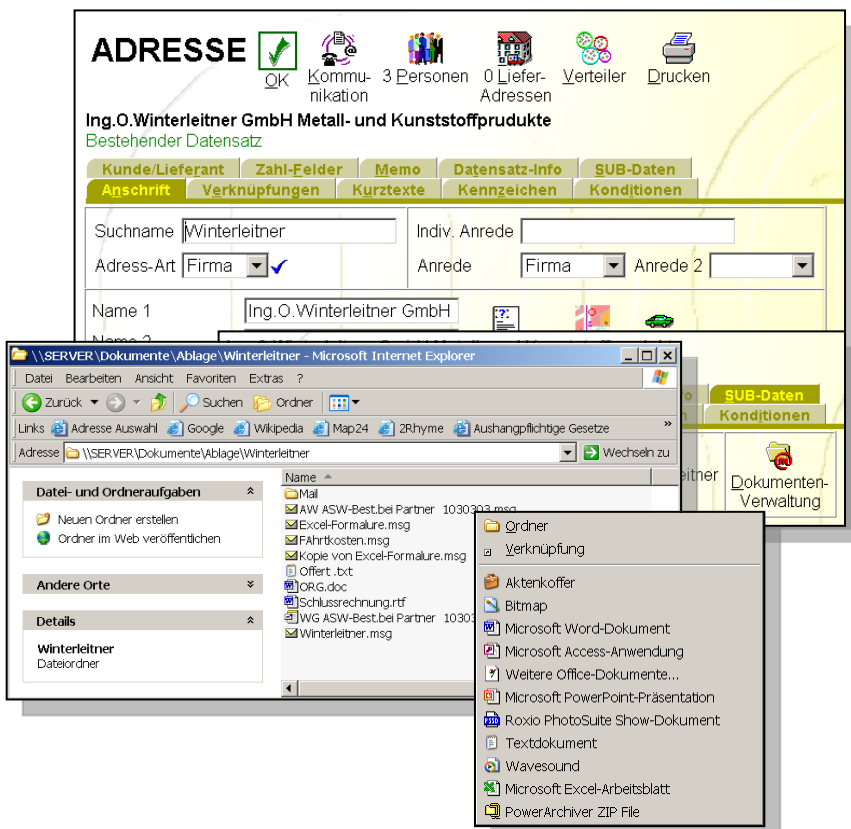 ADRESSE
OK
Kommu-
nikation
3 Personen
0 Liefer-
Adressen
Verteiler
Drucken
Ing.O.Winterleitner GmbH Metall- und Kunststoffprudukte
Bestehender Datensatz
Kunde/Lieferant Zahl-Felder Memo Datensatz-Info SUB-Daten
Anschrift Verknüpfungen Kurztexte Kennzeichen Konditionen
Suchname Winterleitner Indiv. Anrede
Adress-Art Firma Anrede Firma Anrede 2
Name 1 Ing.O.Winterleitner GmbH
\\SERVER\Dokumente\Ablage\Winterleitner - Microsoft Internet Explorer
Datei Bearbeiten Ansicht Favoriten Extras ?
Zurück Suchen Ordner
Links Adresse Auswahl Google Wikipedia Map24 2Rhyme Aushangpflichtige Gesetze »
Adresse \\SERVER\Dokumente\Ablage\Winterleitner Wechseln zu
SUB-Daten
Konditionen
Dokumenten-
Verwaltung
Datei- und Ordneraufgaben
Neuen Ordner erstellen
Ordner im Web veröffentlichen
Andere Orte
Details
Winterleitner
Dateiordner
Name
Mail
AW ASW-Best.bei Partner 1030303.msg
Excel-Formalure.msg
FAhrtkosten.msg
Kopie von Excel-Formalure.msg
Offert .txt
ORG.doc
Schlussrechnung.rtf
WG ASW-Best.bei Partner 10303
Winterleitner.msg
Ordner
Verknüpfung
Aktenkoffer
Bitmap
Microsoft Word-Dokument
Microsoft Access-Anwendung
Weitere Office-Dokumente...
Microsoft PowerPoint-Präsentation
Roxio PhotoSuite Show-Dokument
Textdokument
Wavesound
Microsoft Excel-Arbeitsblatt
PowerArchiver ZIP File